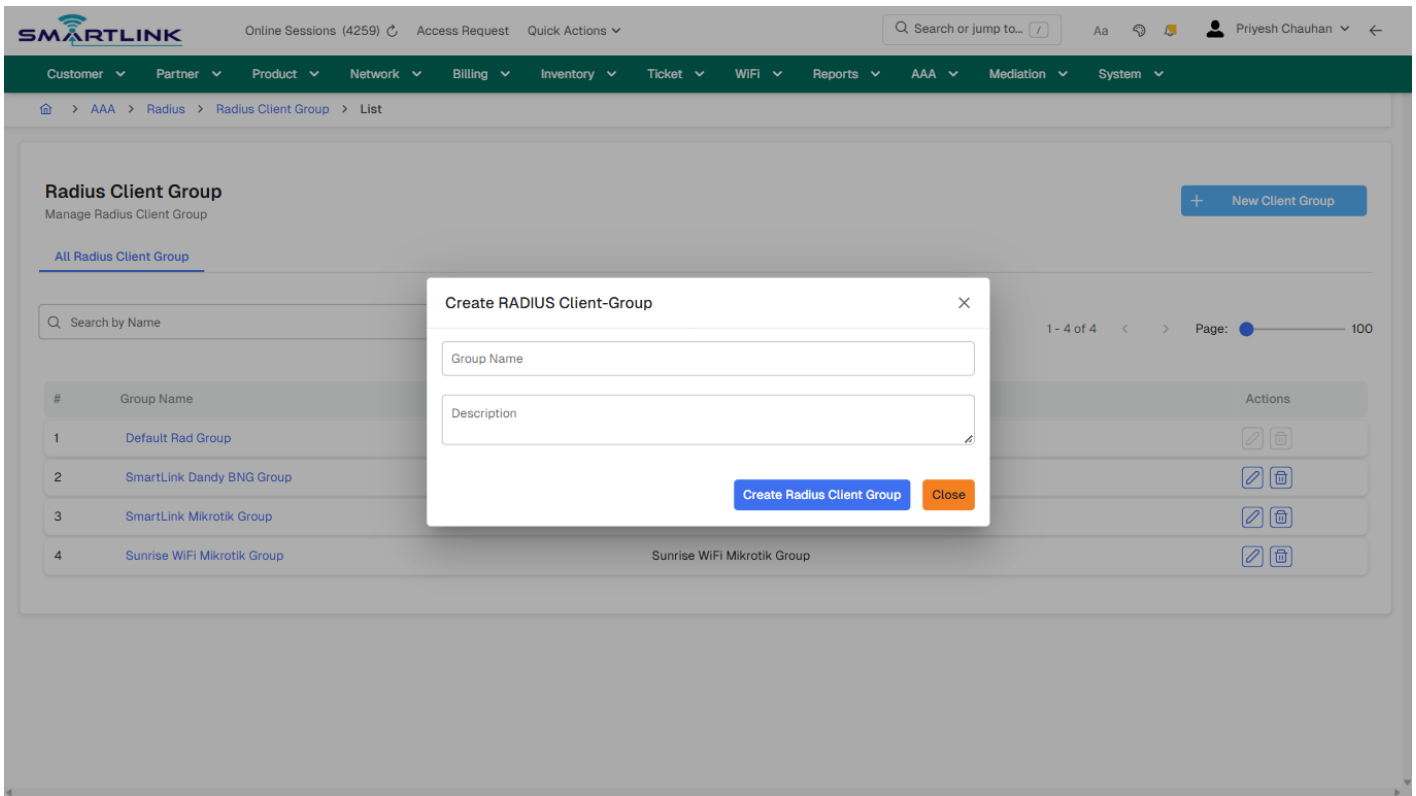 SMARTLINK Online Sessions (4259) Access Request Quick Actions Search or jump to... / Aa Priyesh Chauhan
Customer Partner Product Network Billing Inventory Ticket WiFi Reports AAA Mediation System
> AAA > Radius > Radius Client Group > List
Radius Client Group
Manage Radius Client Group
+ New Client Group
All Radius Client Group
Search by Name
1 - 4 of 4 < > Page: 100
Create RADIUS Client-Group
Group Name
Description
Create Radius Client Group Close
# Group Name Actions
1 Default Rad Group
2 SmartLink Dandy BNG Group
3 SmartLink Mikrotik Group
4 Sunrise WiFi Mikrotik Group Sunrise WiFi Mikrotik Group